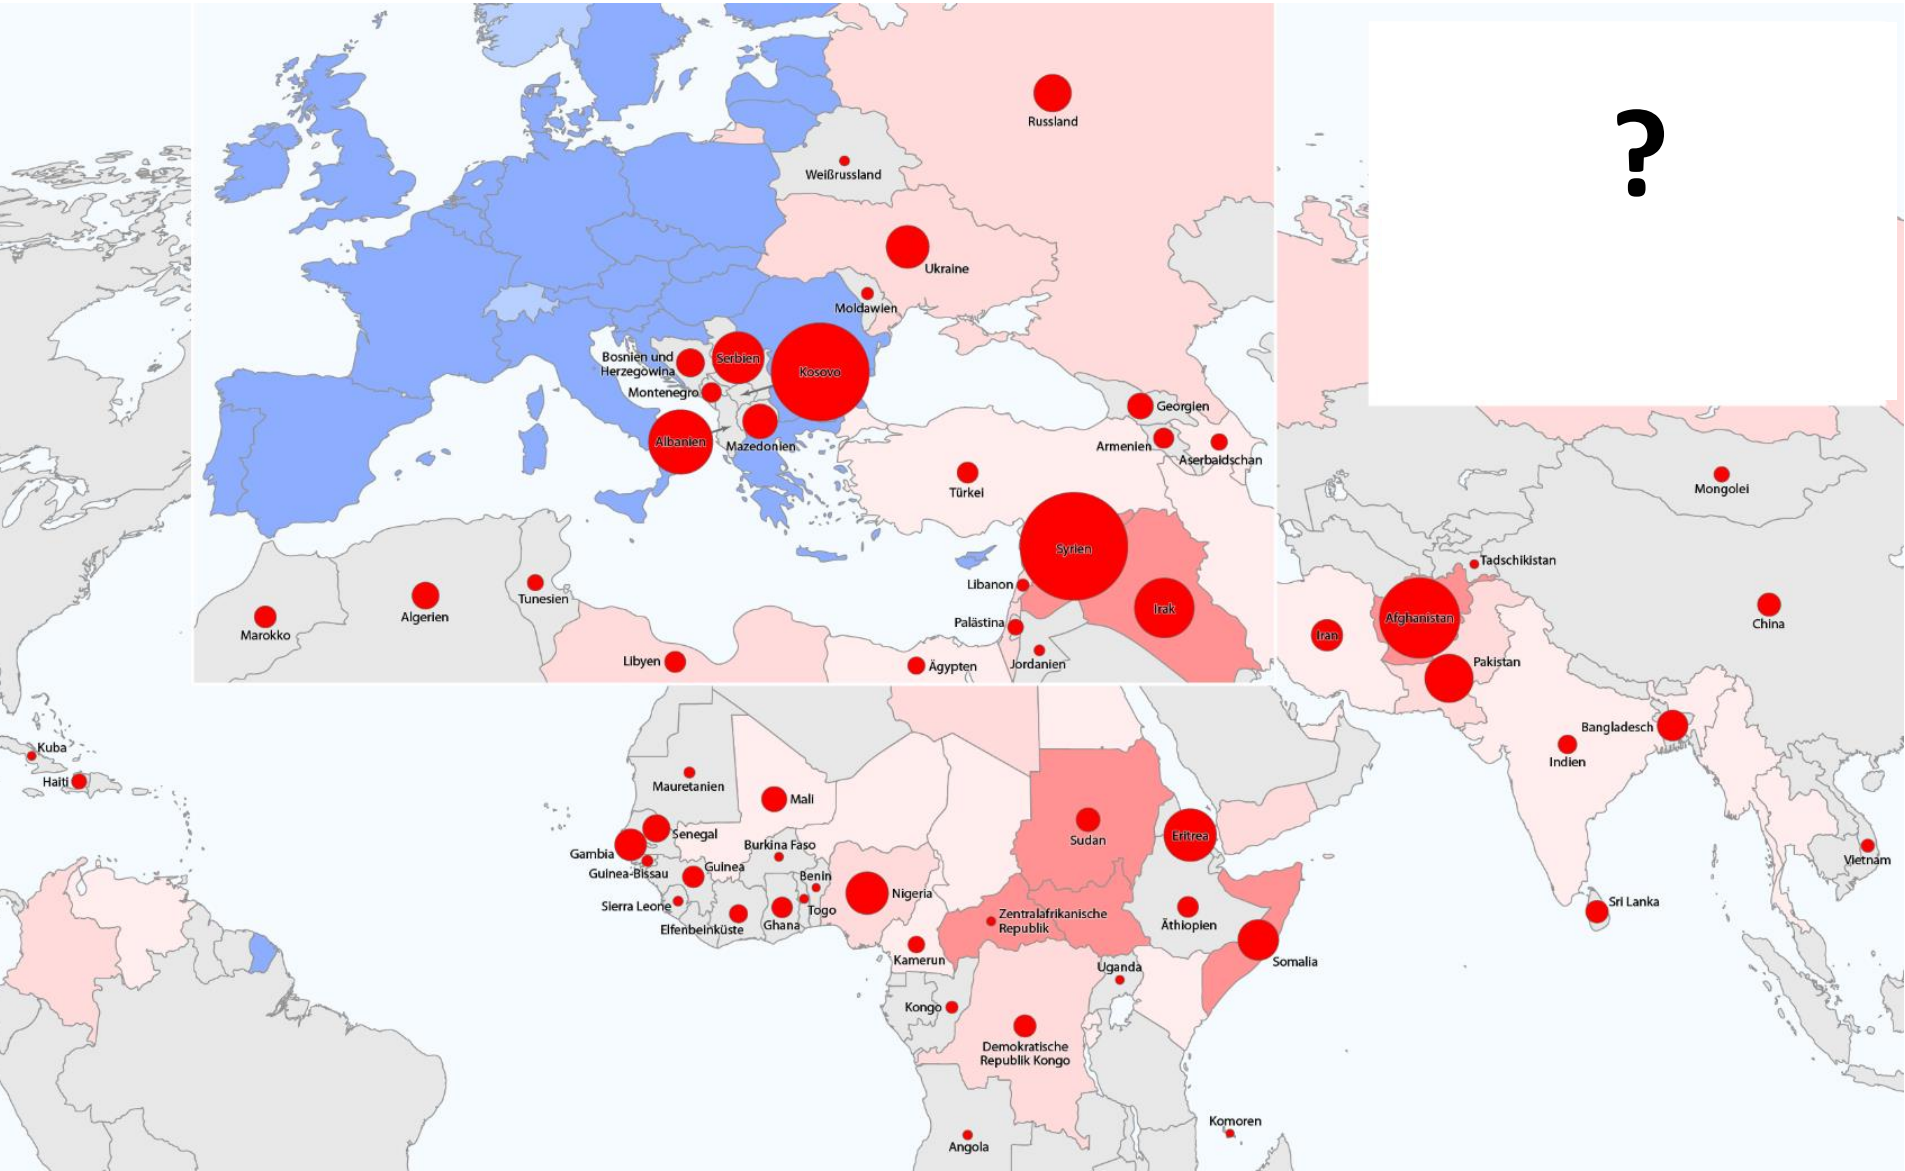 ?
Russland
Weißrussland
Ukraine
Moldawien
Bosnien und
Herzegowina
Serbien
Kosovo
Montenegro
Albanien
Mazedonien
Georgien
Armenien
Aserbaidschan
Türkei
Syrien
Libanon
Irak
Palästina
Jordanien
Marokko
Algerien
Tunesien
Libyen
Ägypten
Mongolei
Tadschikistan
Afghanistan
Iran
China
Pakistan
Bangladesch
Indien
Vietnam
Sri Lanka
Kuba
Haiti
Mauretanien
Mali
Senegal
Gambia
Guinea-Bissau
Guinea
Burkina Faso
Benin
Sierra Leone
Elfenbeinküste
Ghana
Togo
Nigeria
Kamerun
Sudan
Eritrea
Zentralafrikanische
Republik
Äthiopien
Somalia
Uganda
Kongo
Demokratische
Republik Kongo
Angola
Komoren